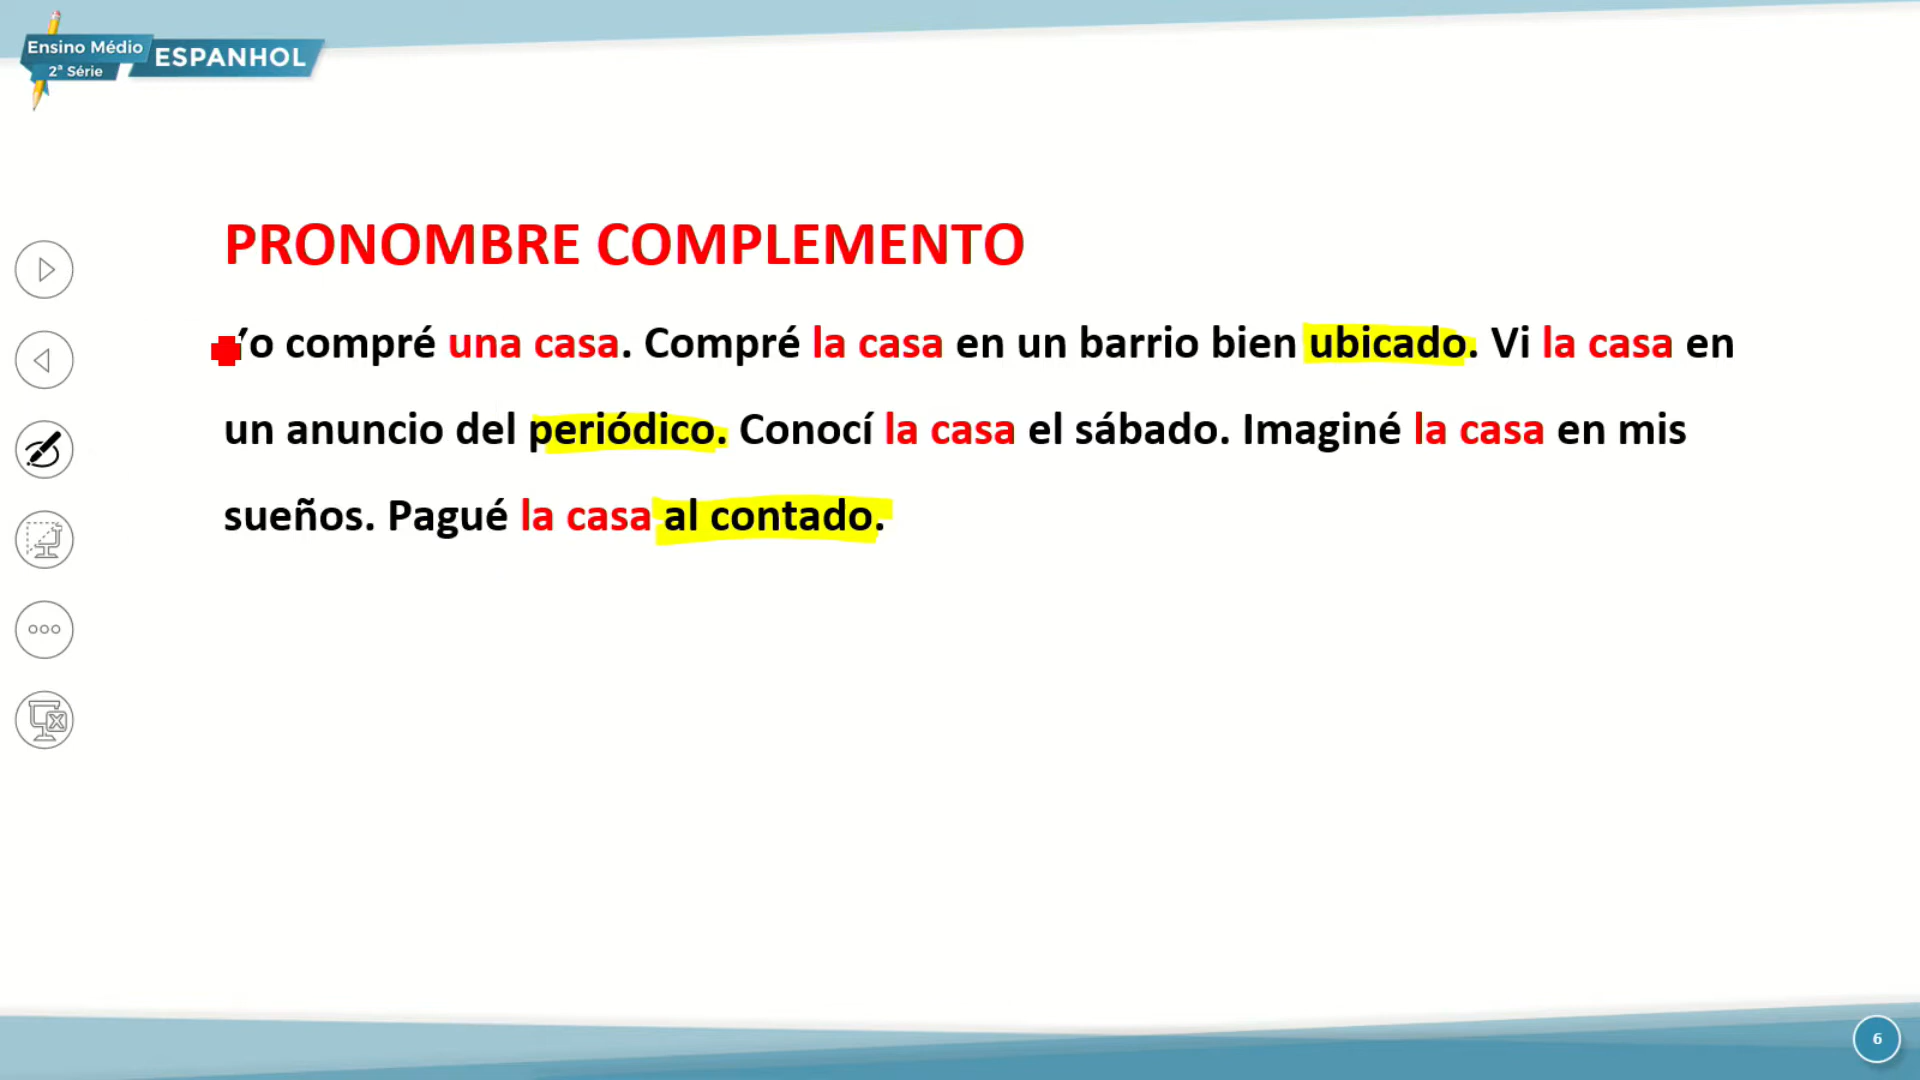 Ensino Médio
2ª Série
ESPANHOL
PRONOMBRE COMPLEMENTO
Yo compré una casa. Compré la casa en un barrio bien ubicado. Vi la casa en
un anuncio del periódico. Conocí la casa el sábado. Imaginé la casa en mis
sueños. Pagué la casa al contado.
6